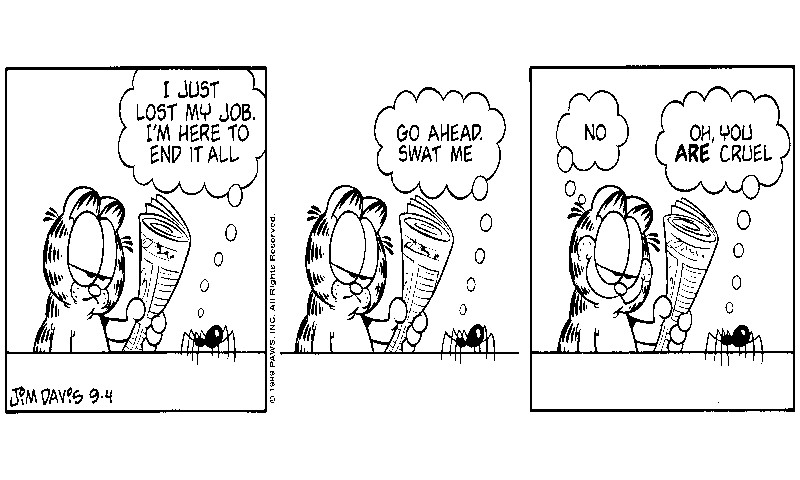 I JUST
LOST MY JOB.
I'M HERE TO
END IT ALL
JIM DAVIS 9-4
© 1989 PAWS, INC. All Rights Reserved.
GO AHEAD.
SWAT ME
NO
OH, YOU
ARE CRUEL